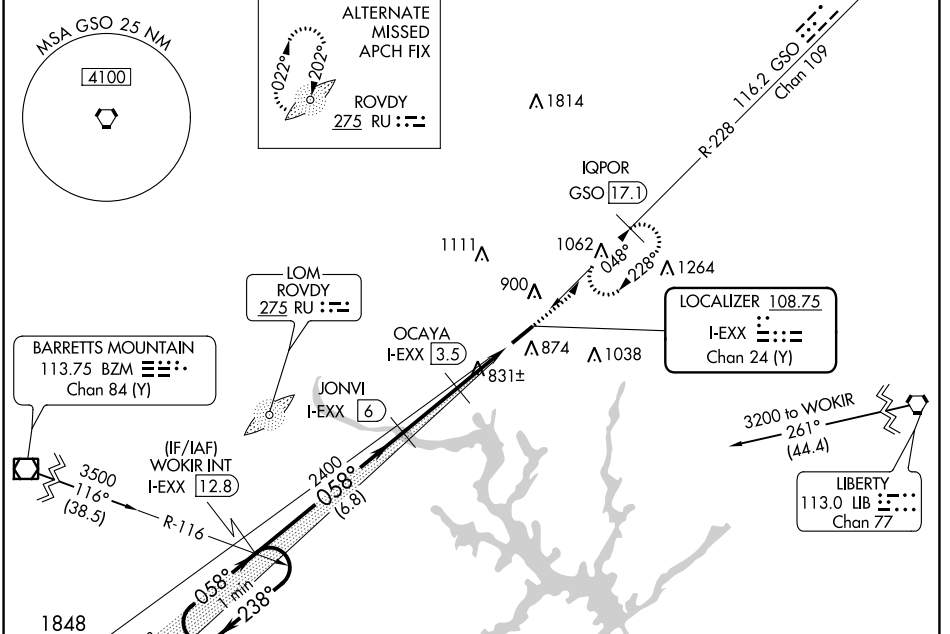 MSA GSO 25 NM
4100
ALTERNATE
MISSED
APCH FIX
022°
202°
ROVDY
275 RU
116.2 GSO
Chan 109
R-228
1814
IQPOR
GSO 17.1
1111
1062
048°
228°
1264
900
LOM
ROVDY
275 RU
LOCALIZER 108.75
I-EXX
Chan 24 (Y)
OCAYA
I-EXX 3.5
874
1038
831±
BARRETTS MOUNTAIN
113.75 BZM
Chan 84 (Y)
JONVI
I-EXX 6
3200 to WOKIR
261°
(44.4)
(IF/IAF)
WOKIR INT
I-EXX 12.8
3500
116°
(38.5)
R-116
2400
058°
(6.8)
LIBERTY
113.0 LIB
Chan 77
058°
1 min
238°
1848